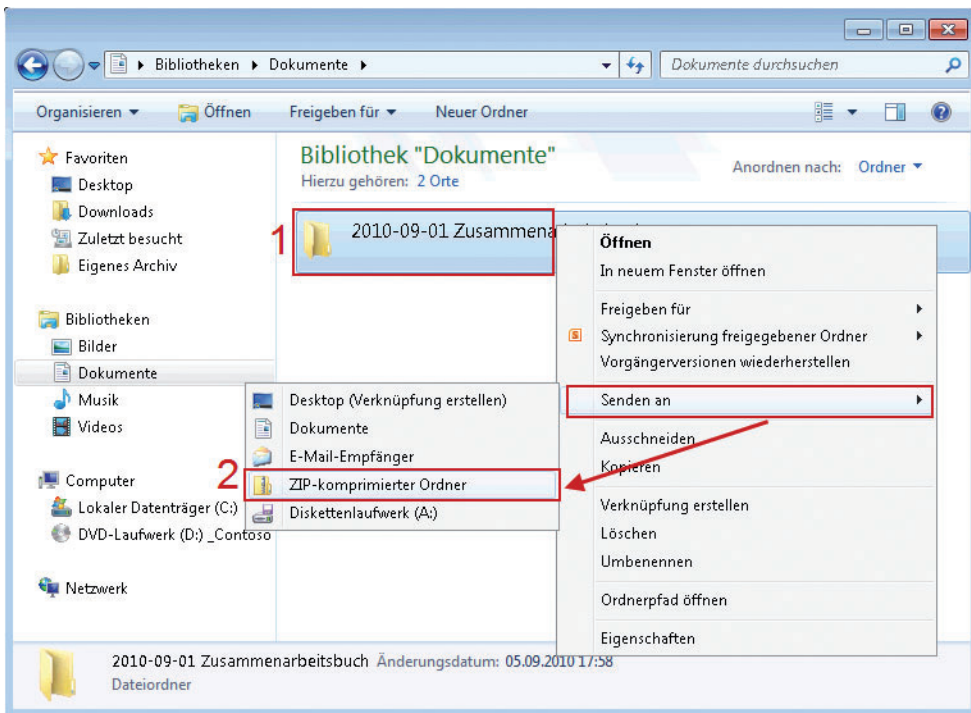 Bibliotheken Dokumente
Dokumente durchsuchen
Organisieren Öffnen Freigeben für Neuer Ordner
Favoriten
Desktop
Downloads
Zuletzt besucht
Eigenes Archiv
Bibliotheken
Bilder
Dokumente
Musik
Videos
Computer
Lokaler Datenträger (C:)
DVD-Laufwerk (D:) _Contoso
Netzwerk
Bibliothek "Dokumente"
Hierzu gehören: 2 Orte
Anordnen nach: Ordner
1
2010-09-01 Zusammena
Öffnen
In neuem Fenster öffnen
Freigeben für
S Synchronisierung freigegebener Ordner
Vorgängerversionen wiederherstellen
Senden an
Ausschneiden
Kopieren
Verknüpfung erstellen
Löschen
Umbenennen
Ordnerpfad öffnen
Eigenschaften
Desktop (Verknüpfung erstellen)
Dokumente
E-Mail-Empfänger
2
ZIP-komprimierter Ordner
Diskettenlaufwerk (A:)
2010-09-01 Zusammenarbeitsbuch Änderungsdatum: 05.09.2010 17:58
Dateiordner